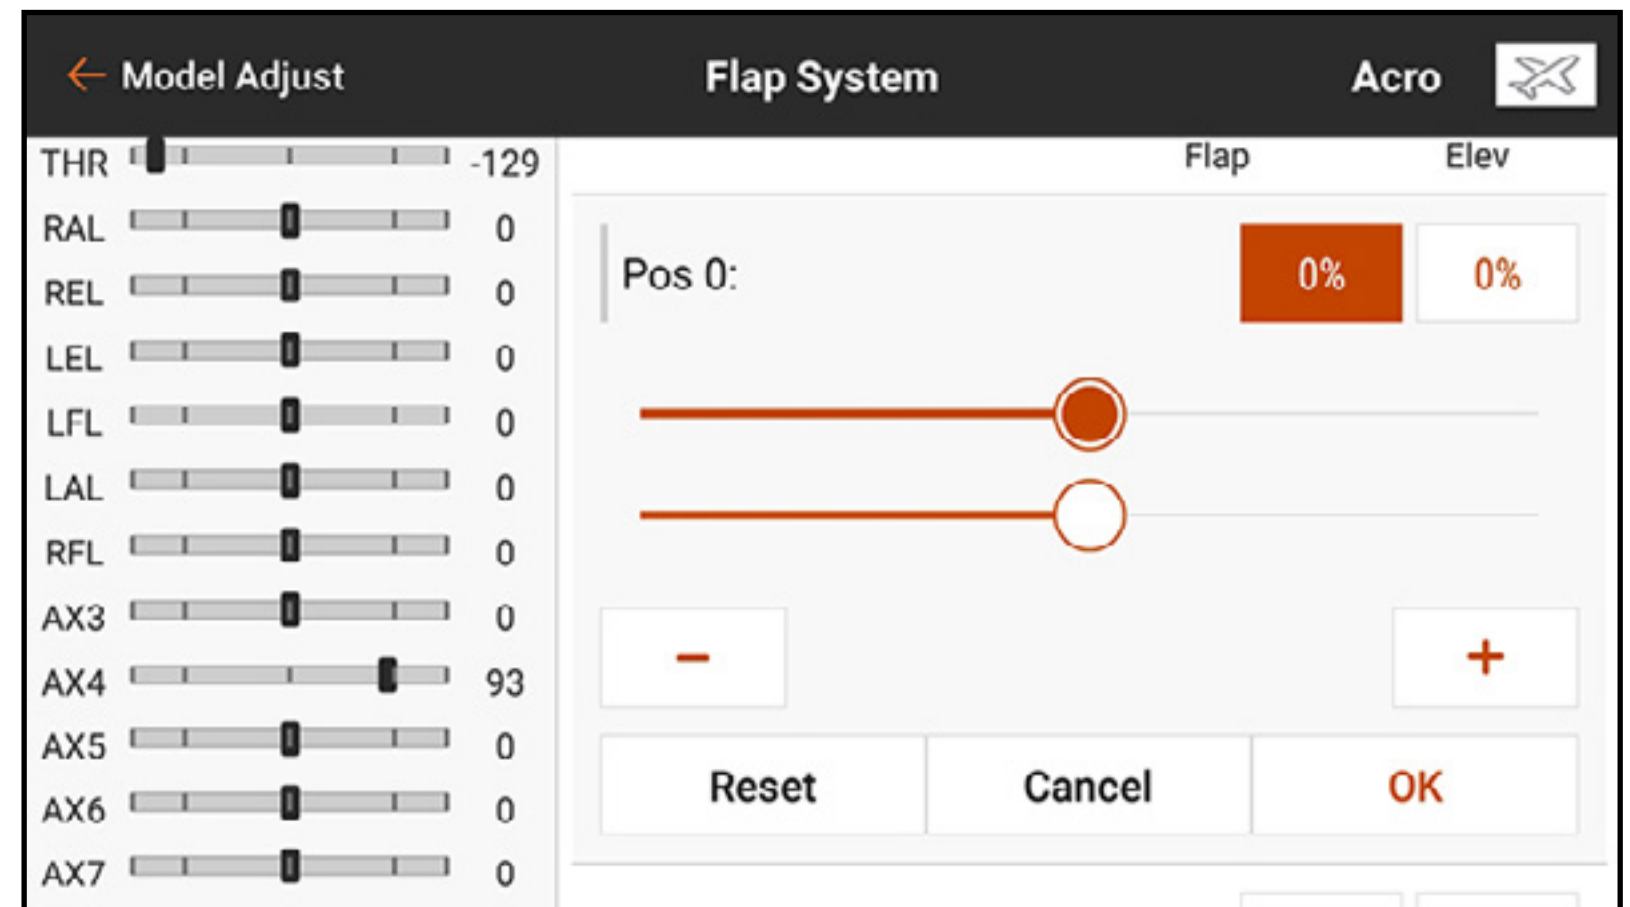 Model Adjust
Flap System
Acro
THR -129
RAL 0
REL 0
LEL 0
LFL 0
LAL 0
RFL 0
AX3 0
AX4 93
AX5 0
AX6 0
AX7 0
Flap Elev
Pos 0: 0% 0%
− +
Reset Cancel OK